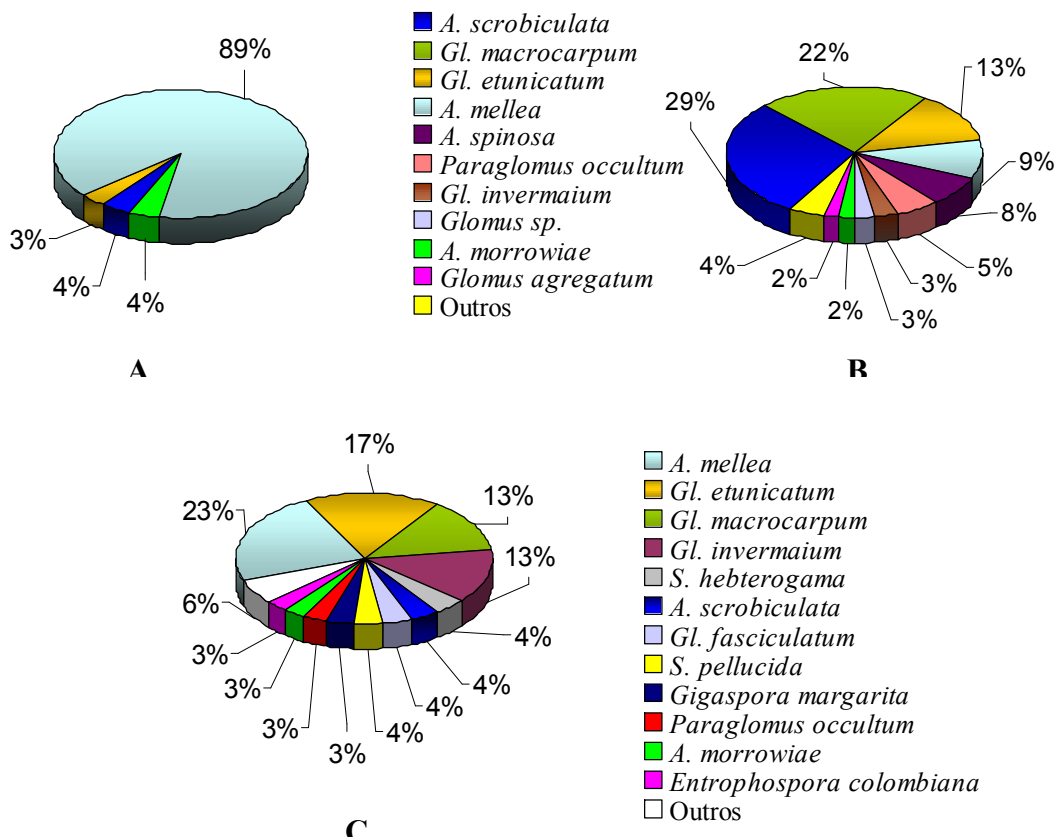 89%
3%
4%
4%
A
A. scrobiculata
Gl. macrocarpum
Gl. etunicatum
A. mellea
A. spinosa
Paraglomus occultum
Gl. invermaium
Glomus sp.
A. morrowiae
Glomus agregatum
Outros
22%
13%
29%
9%
8%
5%
3%
3%
2%
2%
4%
B
17%
13%
23%
13%
6%
4%
3%
4%
3%
4%
3%
4%
3%
C
A. mellea
Gl. etunicatum
Gl. macrocarpum
Gl. invermaium
S. hebterogama
A. scrobiculata
Gl. fasciculatum
S. pellucida
Gigaspora margarita
Paraglomus occultum
A. morrowiae
Entrophospora colombiana
Outros